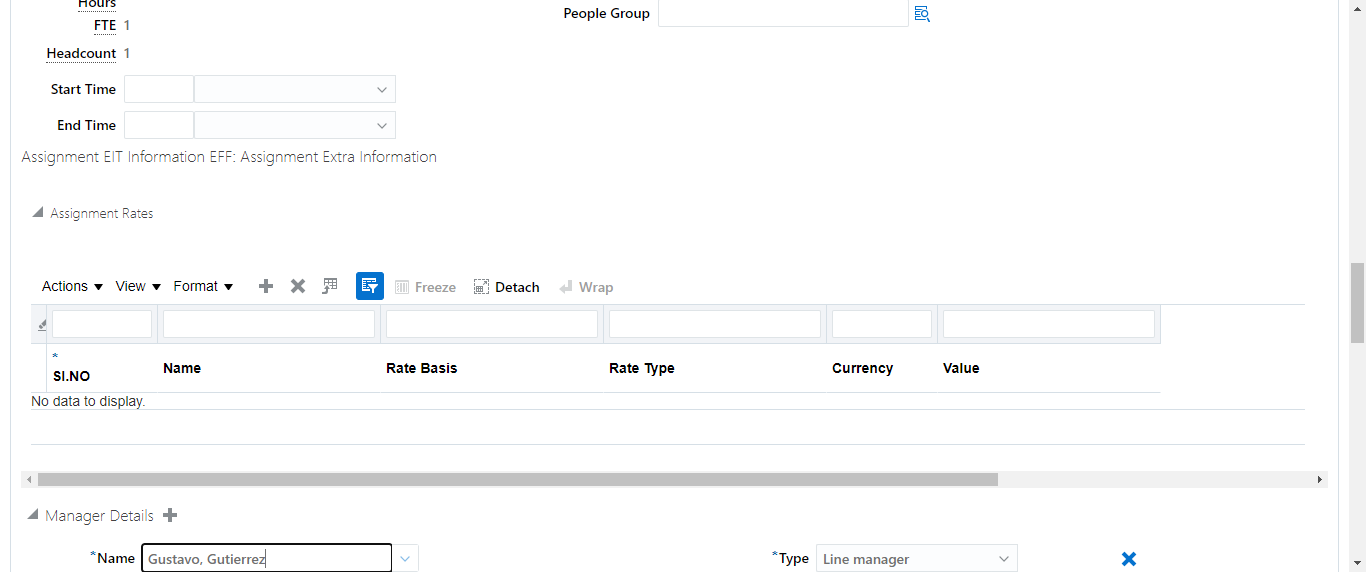 Hours
People Group
FTE 1
Headcount 1
Start Time
End Time
Assignment EIT Information EFF: Assignment Extra Information
Assignment Rates
Actions View Format Freeze Detach Wrap
* SI.NO Name Rate Basis Rate Type Currency Value
No data to display.
Manager Details
*Name Gustavo, Gutierrez *Type Line manager